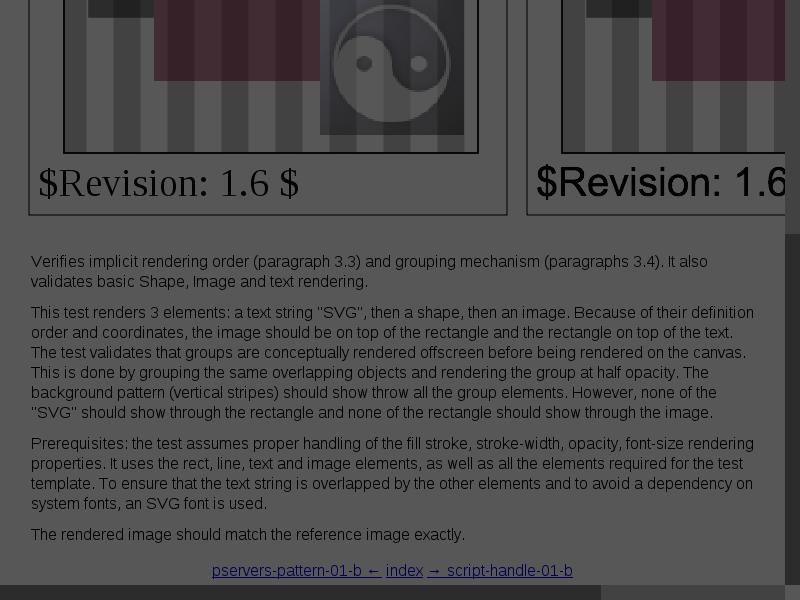 $Revision: 1.6 $
$Revision: 1.6
Verifies implicit rendering order (paragraph 3.3) and grouping mechanism (paragraphs 3.4). It also
validates basic Shape, Image and text rendering.
This test renders 3 elements: a text string "SVG", then a shape, then an image. Because of their definition
order and coordinates, the image should be on top of the rectangle and the rectangle on top of the text.
The test validates that groups are conceptually rendered offscreen before being rendered on the canvas.
This is done by grouping the same overlapping objects and rendering the group at half opacity. The
background pattern (vertical stripes) should show throw all the group elements. However, none of the
"SVG" should show through the rectangle and none of the rectangle should show through the image.
Prerequisites: the test assumes proper handling of the fill stroke, stroke-width, opacity, font-size rendering
properties. It uses the rect, line, text and image elements, as well as all the elements required for the test
template. To ensure that the text string is overlapped by the other elements and to avoid a dependency on
system fonts, an SVG font is used.
The rendered image should match the reference image exactly.
pservers-pattern-01-b ← index → script-handle-01-b